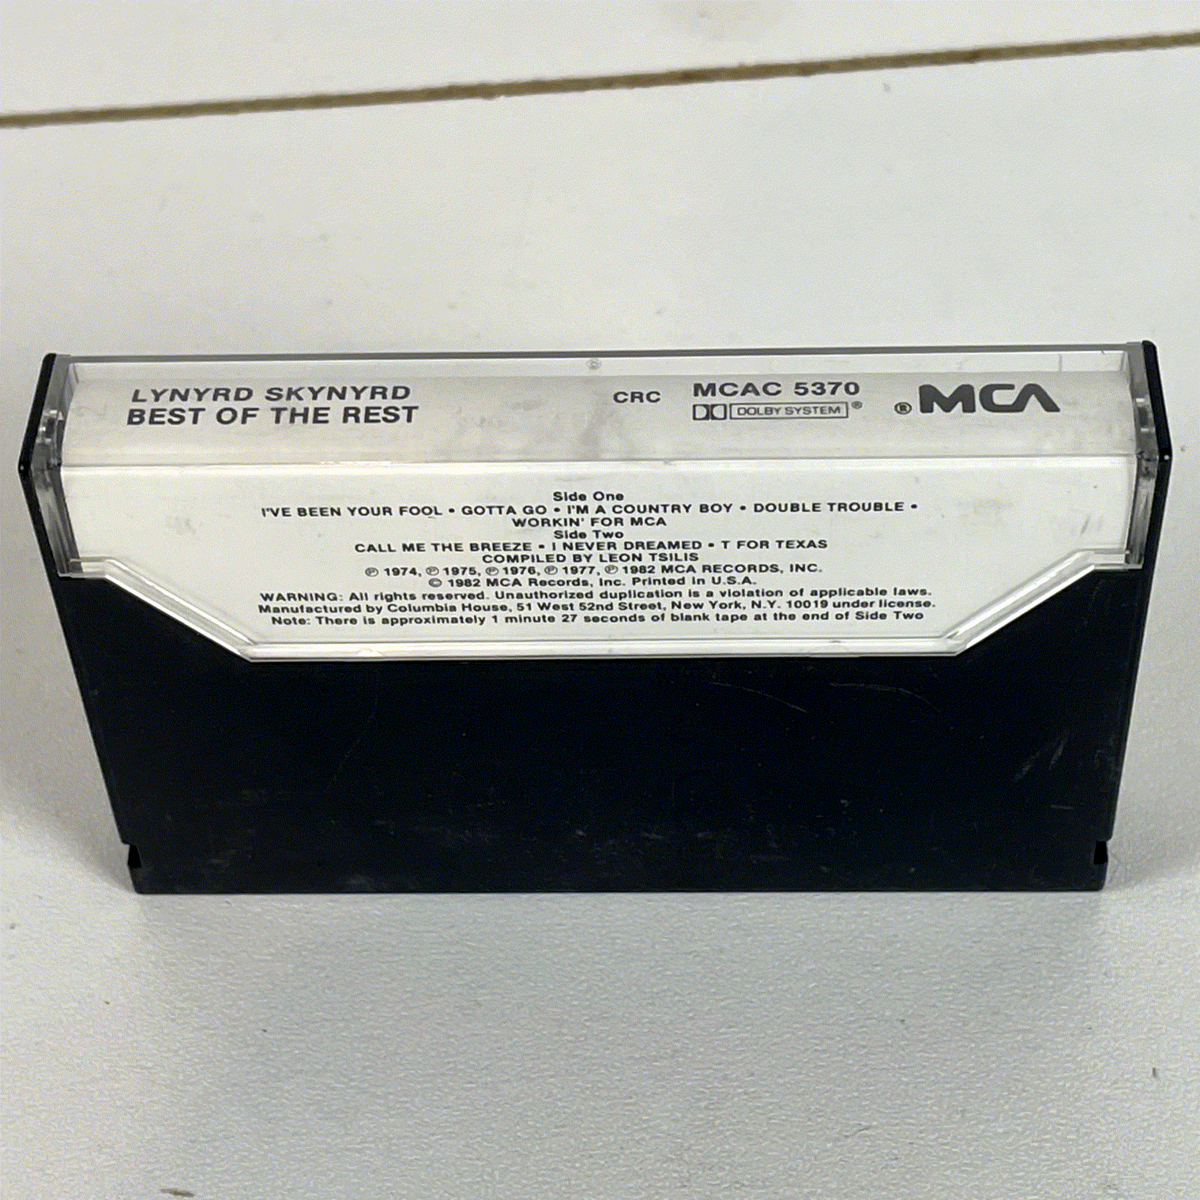 LYNYRD SKYNYRD
BEST OF THE REST
CRC
MCAC 5370
DOLBY SYSTEM ®
® MCA
Side One
I'VE BEEN YOUR FOOL • GOTTA GO • I'M A COUNTRY BOY • DOUBLE TROUBLE •
WORKIN' FOR MCA
Side Two
CALL ME THE BREEZE • I NEVER DREAMED • T FOR TEXAS
COMPILED BY LEON TSILIS
℗ 1974, ℗ 1975, ℗ 1976, ℗ 1977, ℗ 1982 MCA RECORDS, INC.
© 1982 MCA Records, Inc. Printed in U.S.A.
WARNING: All rights reserved. Unauthorized duplication is a violation of applicable laws.
Manufactured by Columbia House, 51 West 52nd Street, New York, N.Y. 10019 under license.
Note: There is approximately 1 minute 27 seconds of blank tape at the end of Side Two